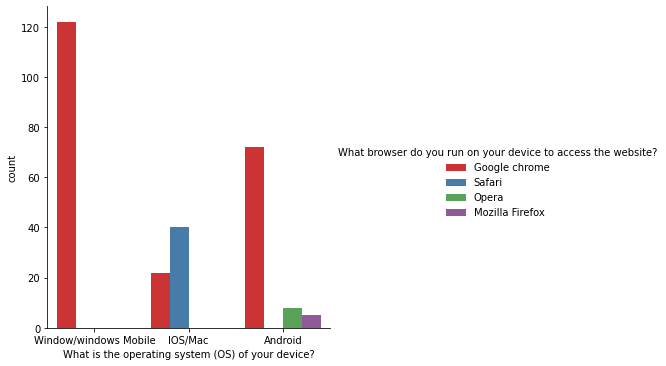 120
100
80
60
40
20
0
count
Window/windows Mobile
IOS/Mac
Android
What is the operating system (OS) of your device?
What browser do you run on your device to access the website?
Google chrome
Safari
Opera
Mozilla Firefox